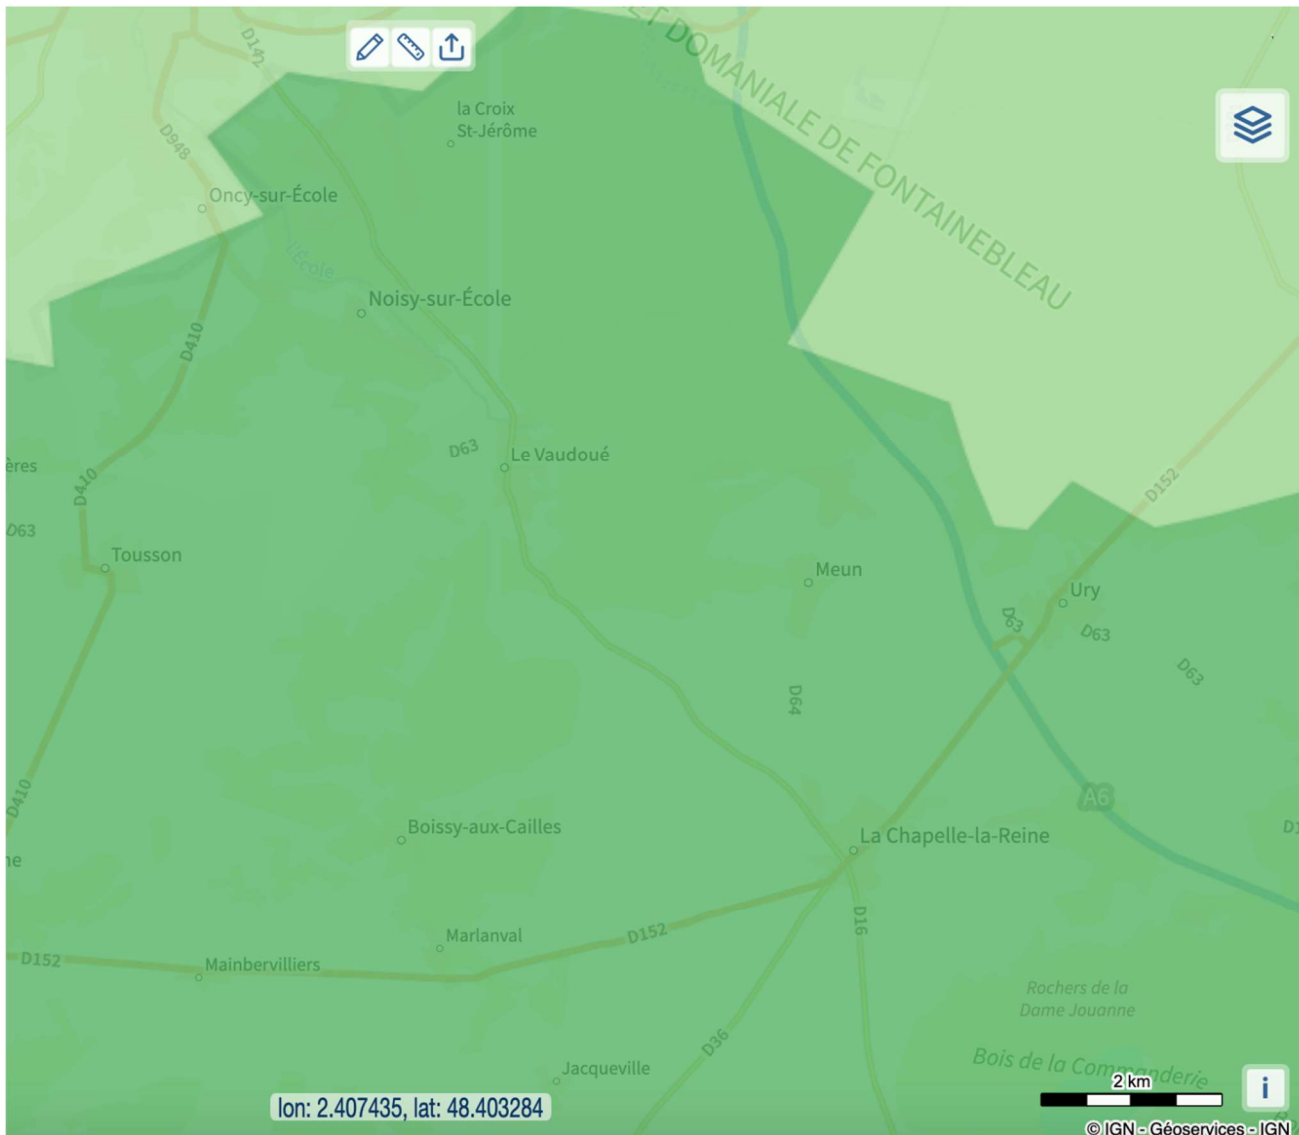 D142
la Croix
St-Jérôme
D948
Oncy-sur-École
l'École
Noisy-sur-École
ET DOMANIALE DE FONTAINEBLEAU
D410
D63
Le Vaudoué
ères
D410
D152
D63
Tousson
Meun
Ury
D63
D63
D63
D64
D410
A6
Boissy-aux-Cailles
La Chapelle-la-Reine
D1
ne
D16
Marlanval
D152
D152
Mainbervilliers
Rochers de la
Dame Jouanne
D36
Bois de la Commanderie
Jacqueville
2 km
i
lon: 2.407435, lat: 48.403284
© IGN - Géoservices - IGN